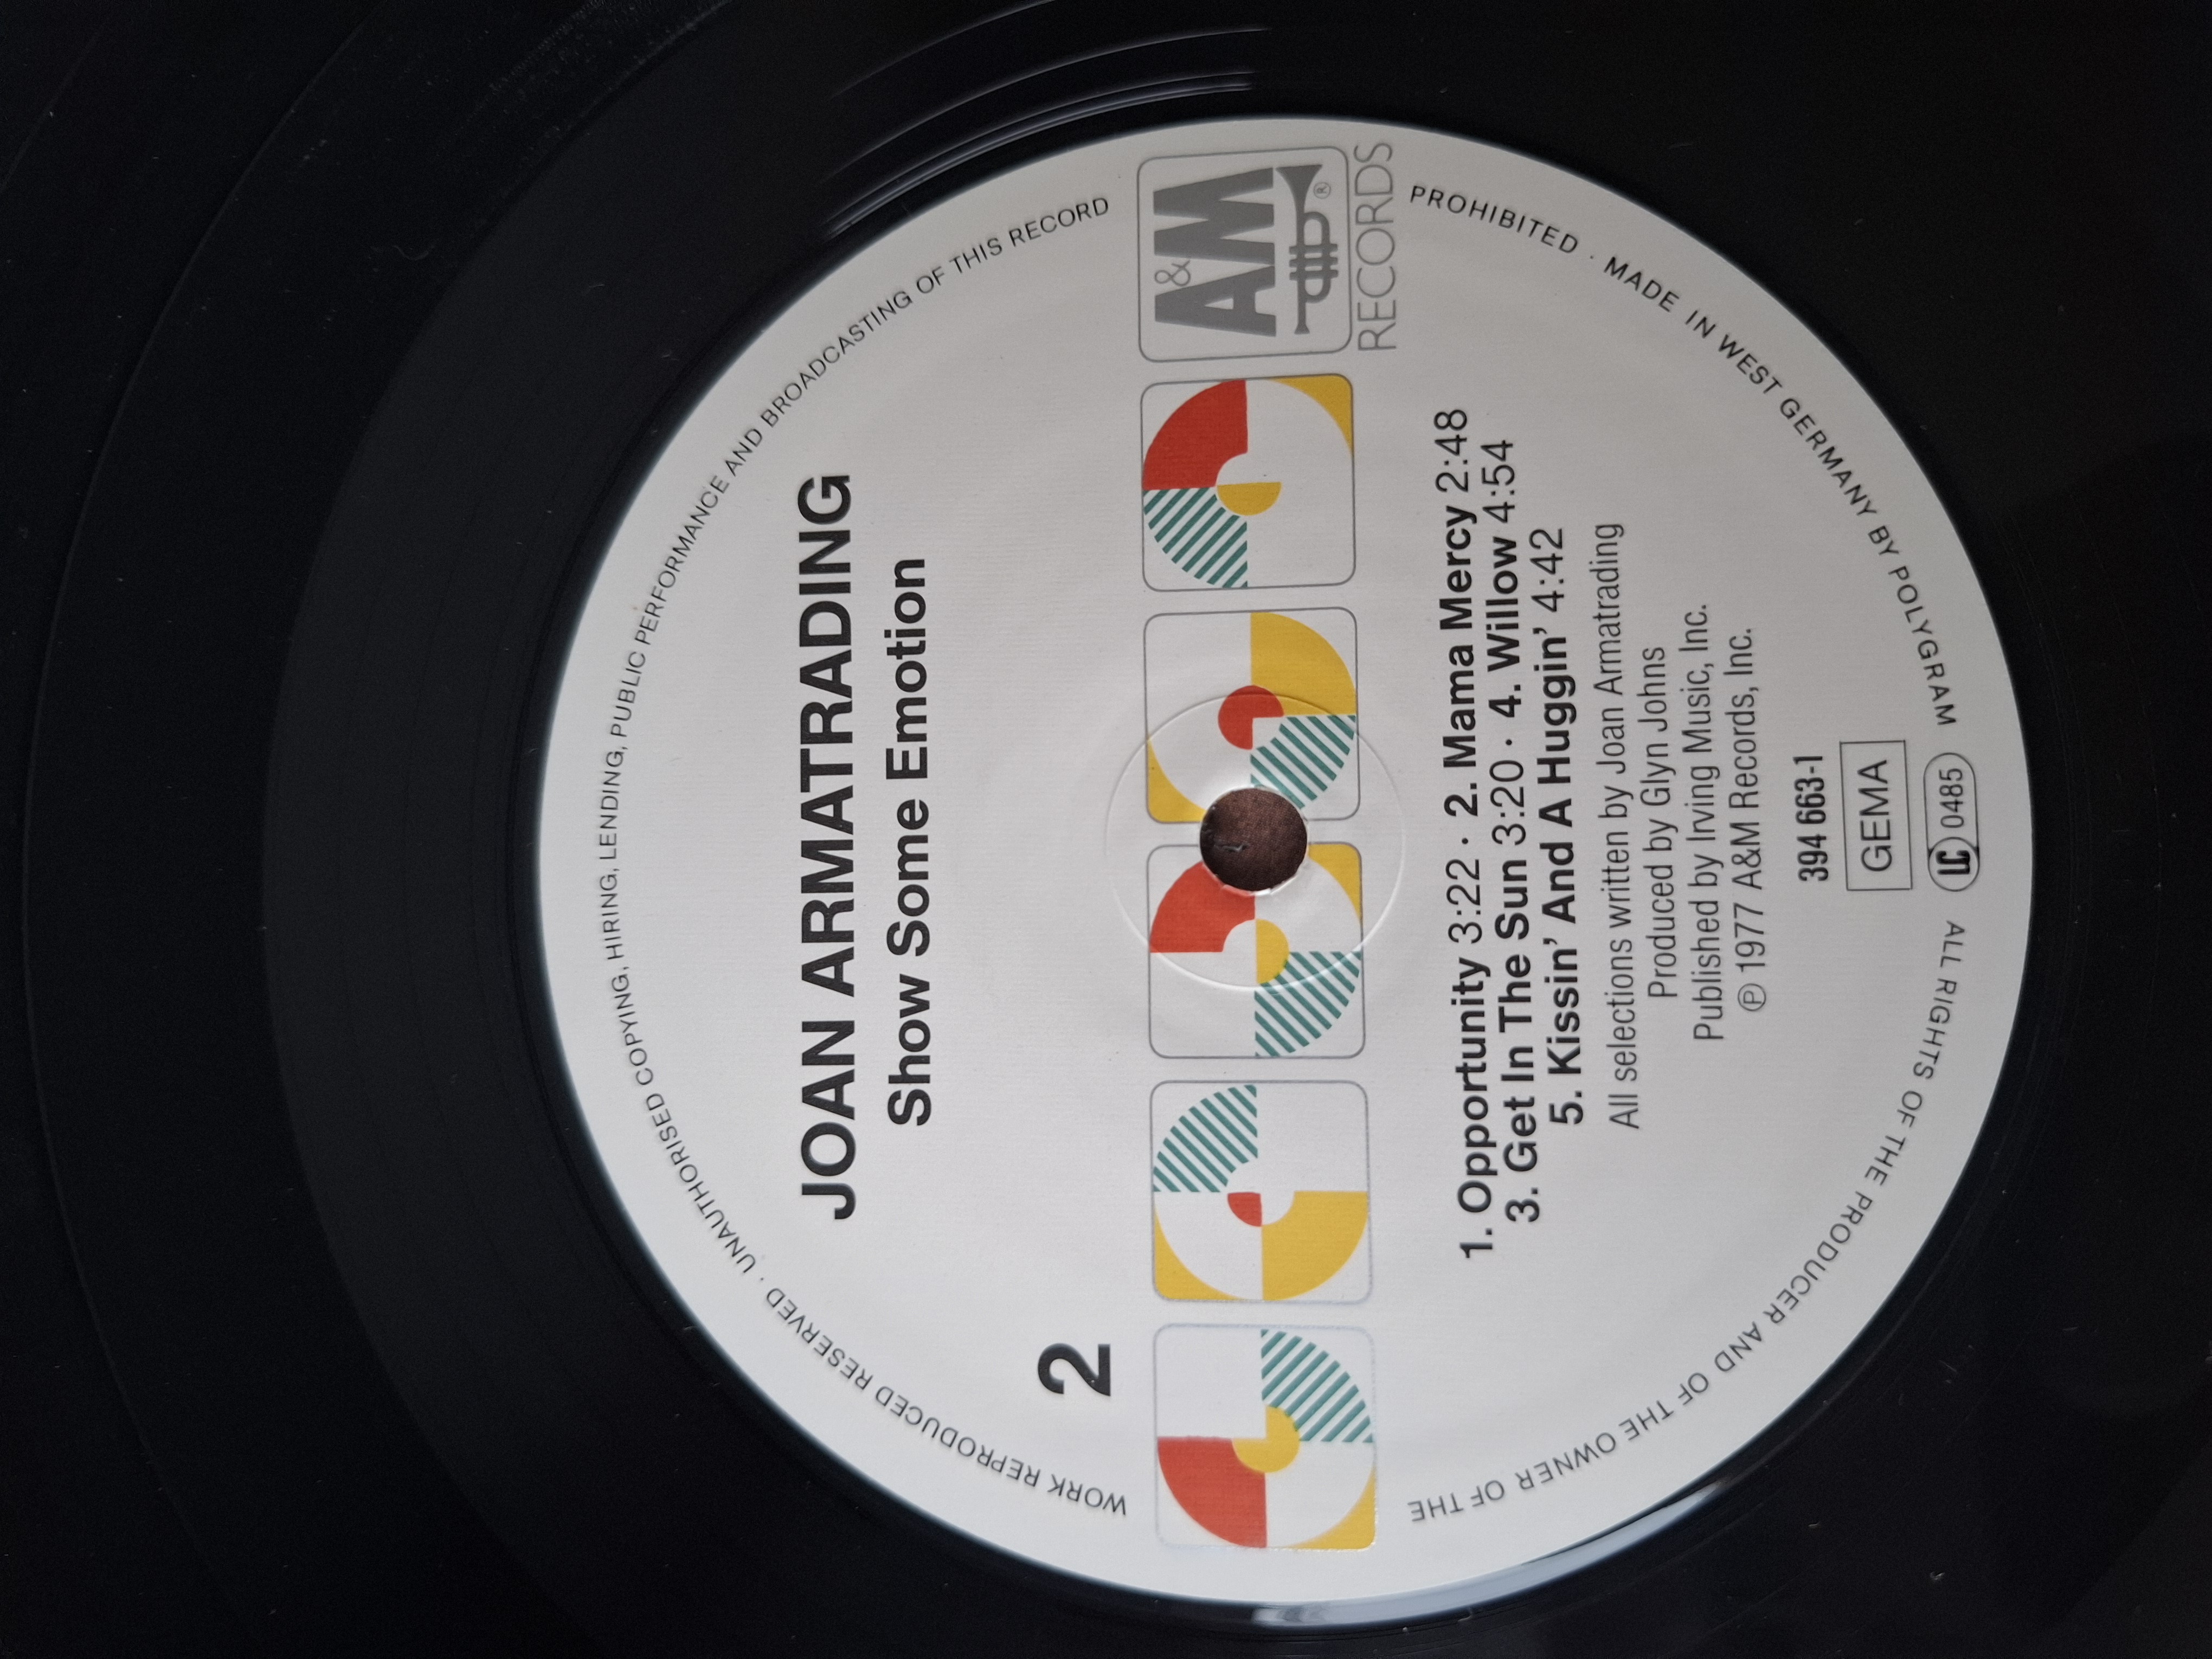 JOAN ARMATRADING
Show Some Emotion
2
A&M ®
RECORDS
1. Opportunity 3:22 · 2. Mama Mercy 2:48
3. Get In The Sun 3:20 · 4. Willow 4:54
5. Kissin' And A Huggin' 4:42
All selections written by Joan Armatrading
Produced by Glyn Johns
Published by Irving Music, Inc.
℗ 1977 A&M Records, Inc.
394 663-1
GEMA
LC 0485
ALL RIGHTS OF THE PRODUCER AND OF THE OWNER OF THE WORK REPRODUCED RESERVED · UNAUTHORISED COPYING, HIRING, LENDING, PUBLIC PERFORMANCE AND BROADCASTING OF THIS RECORD PROHIBITED · MADE IN WEST GERMANY BY POLYGRAM